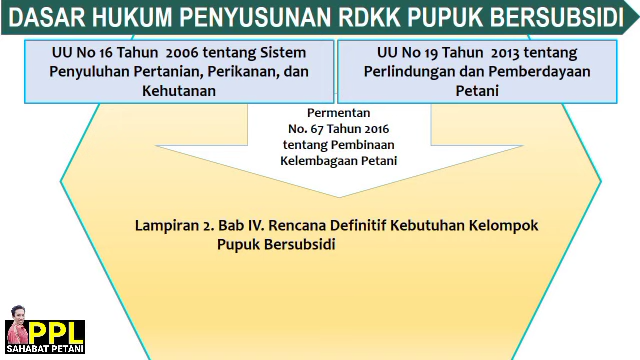 DASAR HUKUM PENYUSUNAN RDKK PUPUK BERSUBSIDI
UU No 16 Tahun 2006 tentang Sistem
Penyuluhan Pertanian, Perikanan, dan
Kehutanan
UU No 19 Tahun 2013 tentang
Perlindungan dan Pemberdayaan
Petani
Permentan
No. 67 Tahun 2016
tentang Pembinaan
Kelembagaan Petani
Lampiran 2. Bab IV. Rencana Definitif Kebutuhan Kelompok
Pupuk Bersubsidi
PPL
SAHABAT PETANI